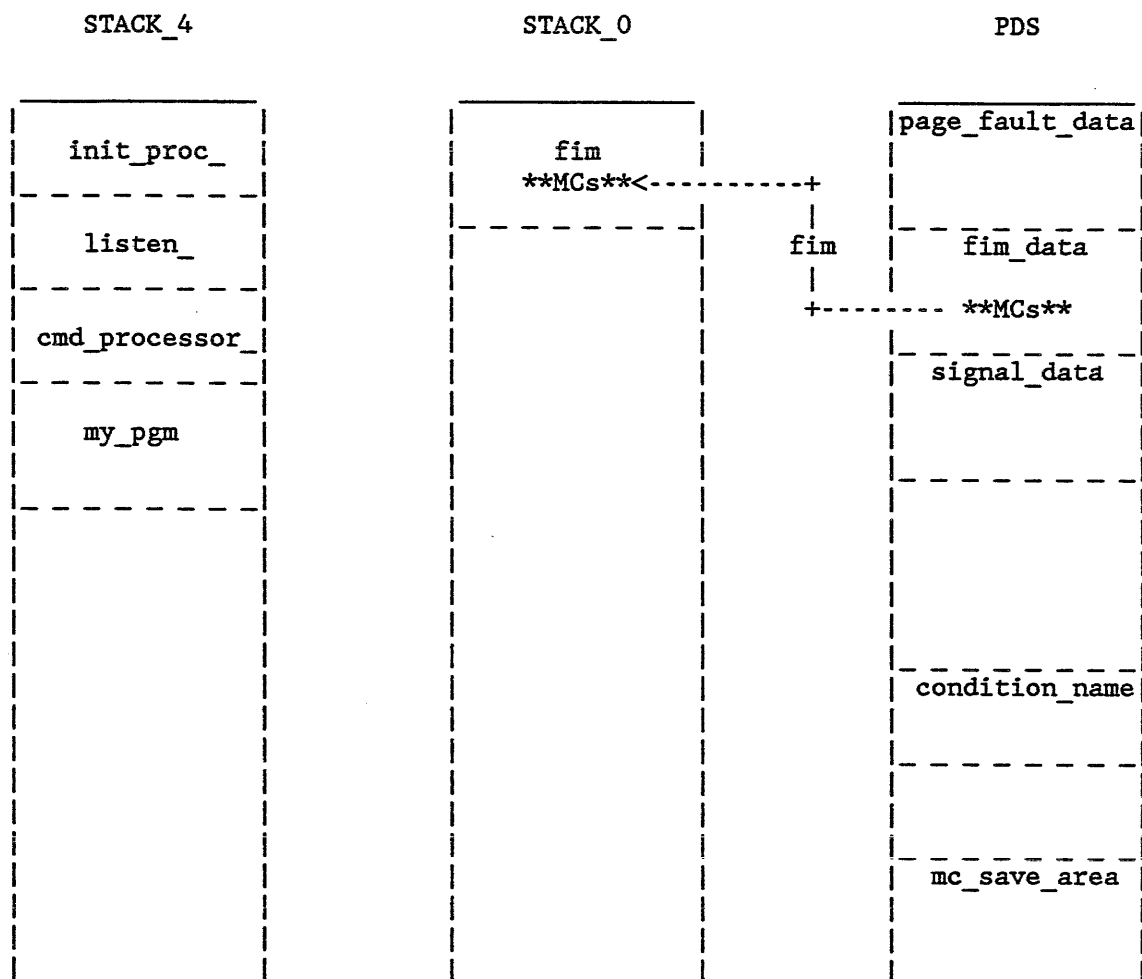 STACK_4 STACK_0 PDS
page_fault_data
init_proc_ fim
**MCs**<----------+
listen_ fim fim_data
+-------- **MCs**
cmd_processor_
signal_data
my_pgm
condition_name
mc_save_area